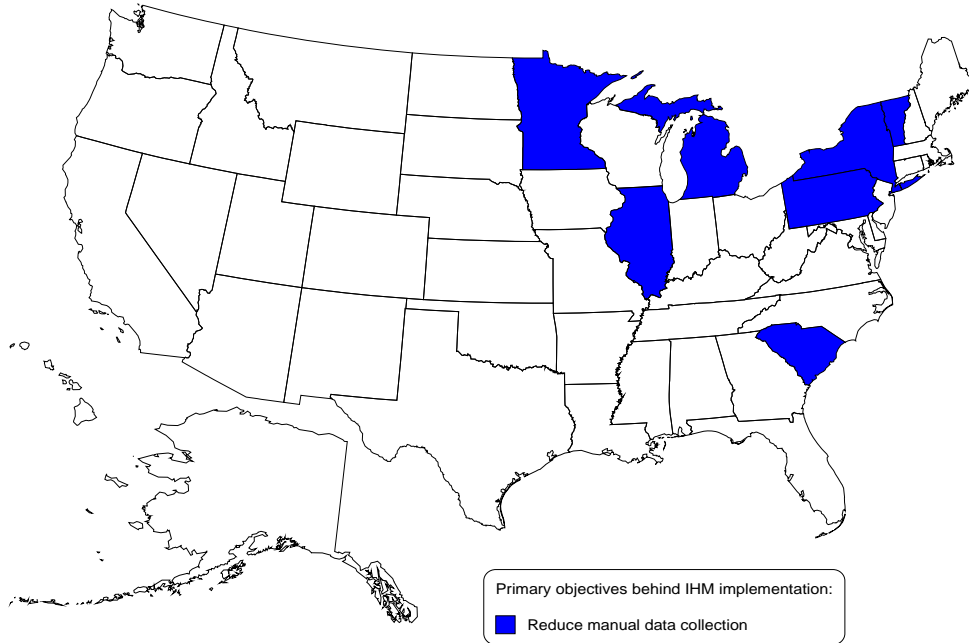 Primary objectives behind IHM implementation:
Reduce manual data collection